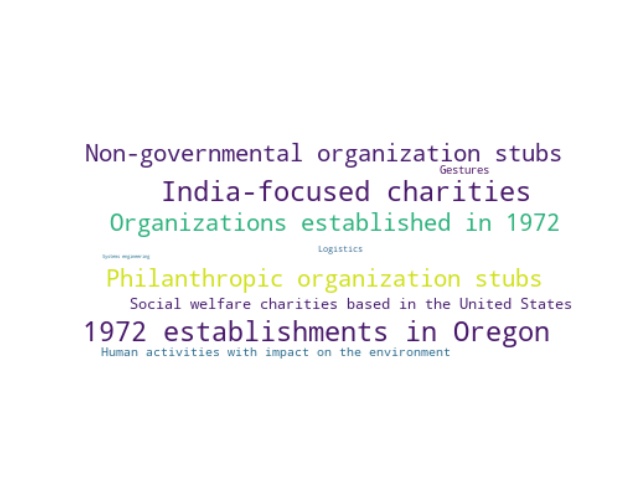 Non-governmental organization stubs
Gestures
India-focused charities
Organizations established in 1972
Logistics
Systems engineering
Philanthropic organization stubs
Social welfare charities based in the United States
1972 establishments in Oregon
Human activities with impact on the environment